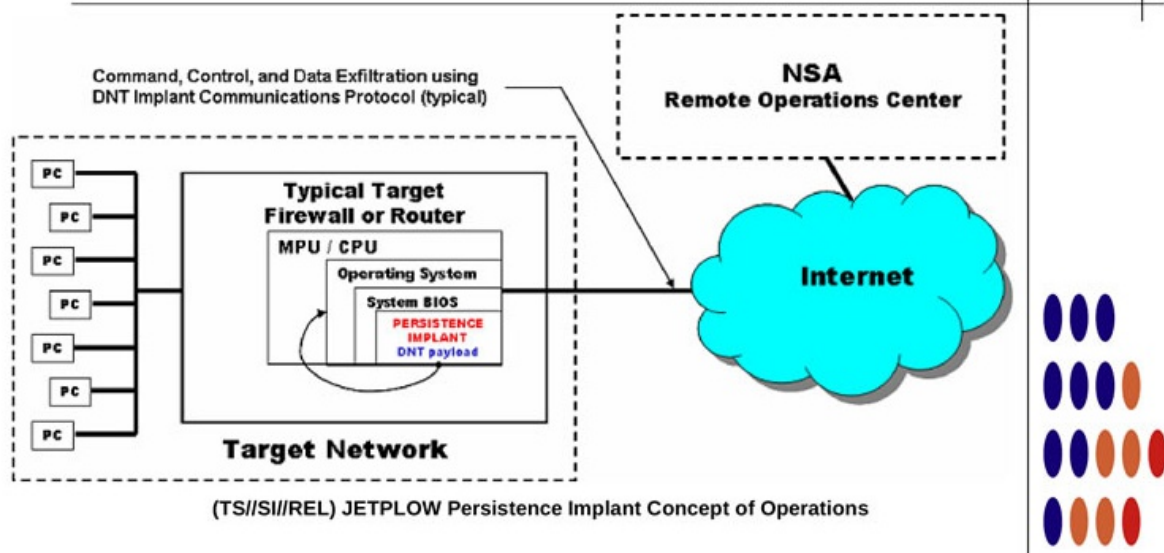 Command, Control, and Data Exfiltration using
DNT Implant Communications Protocol (typical)
NSA
Remote Operations Center
PC
PC
PC
PC
PC
PC
PC
Typical Target
Firewall or Router
MPU / CPU
Operating System
System BIOS
PERSISTENCE
IMPLANT
DNT payload
Internet
Target Network
(TS//SI//REL) JETPLOW Persistence Implant Concept of Operations